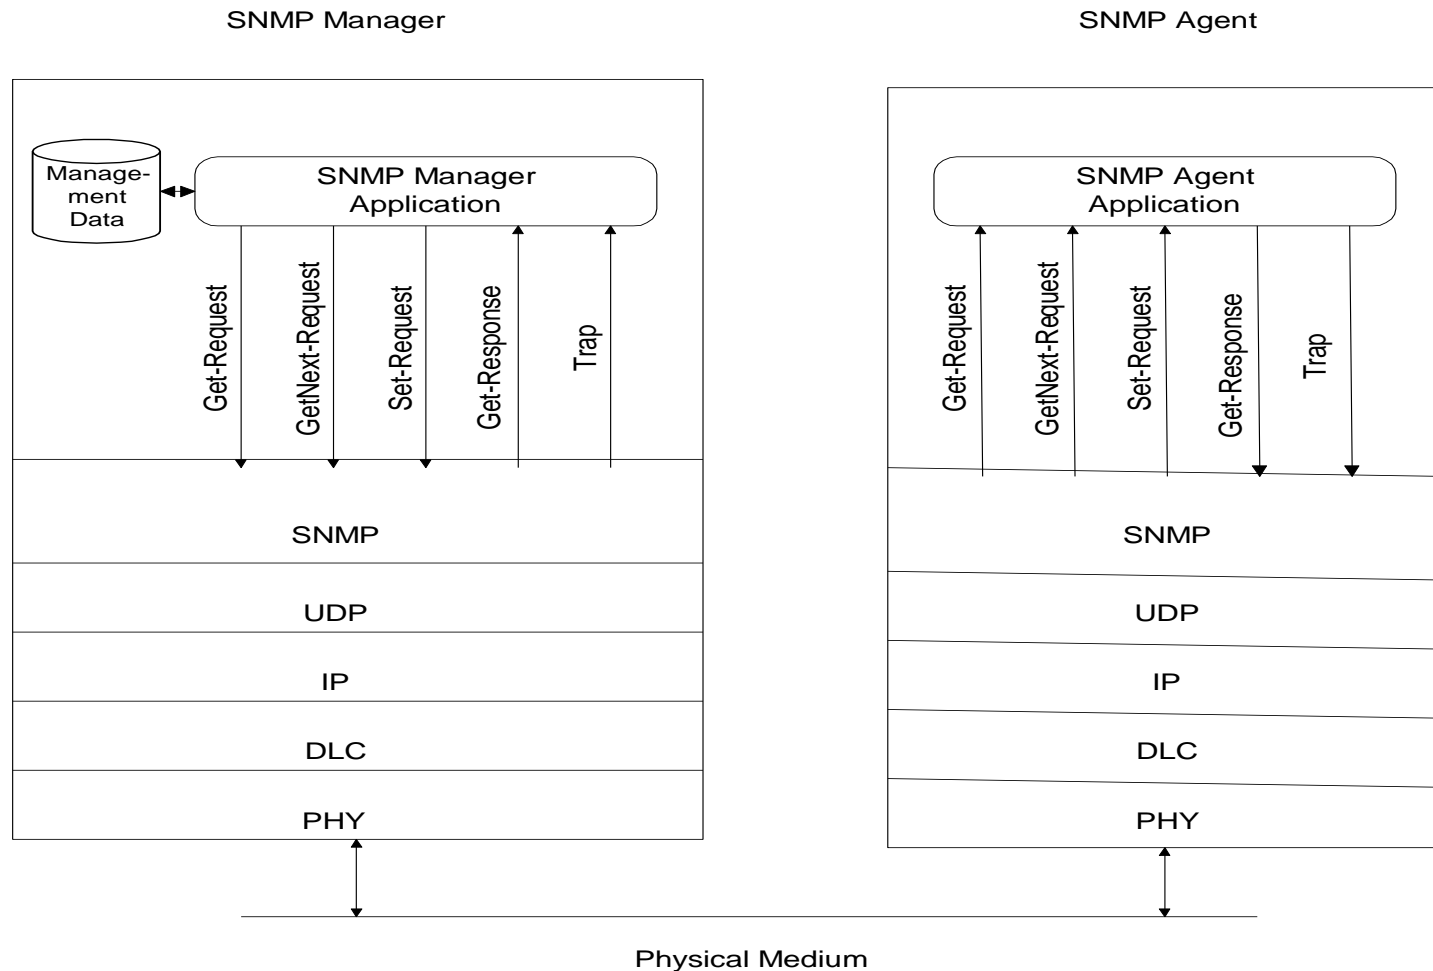 SNMP Manager
SNMP Agent
Manage-
ment
Data
SNMP Manager
Application
SNMP Agent
Application
Get-Request
GetNext-Request
Set-Request
Get-Response
Trap
Get-Request
GetNext-Request
Set-Request
Get-Response
Trap
SNMP
UDP
IP
DLC
PHY
SNMP
UDP
IP
DLC
PHY
Physical Medium